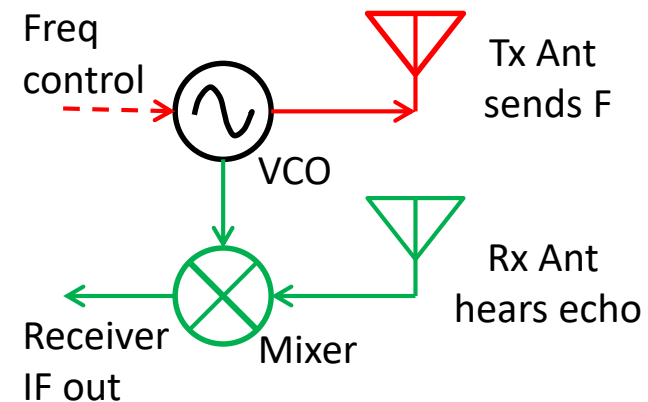 Freq
control
Tx Ant
sends F
VCO
Rx Ant
hears echo
Receiver
IF out
Mixer